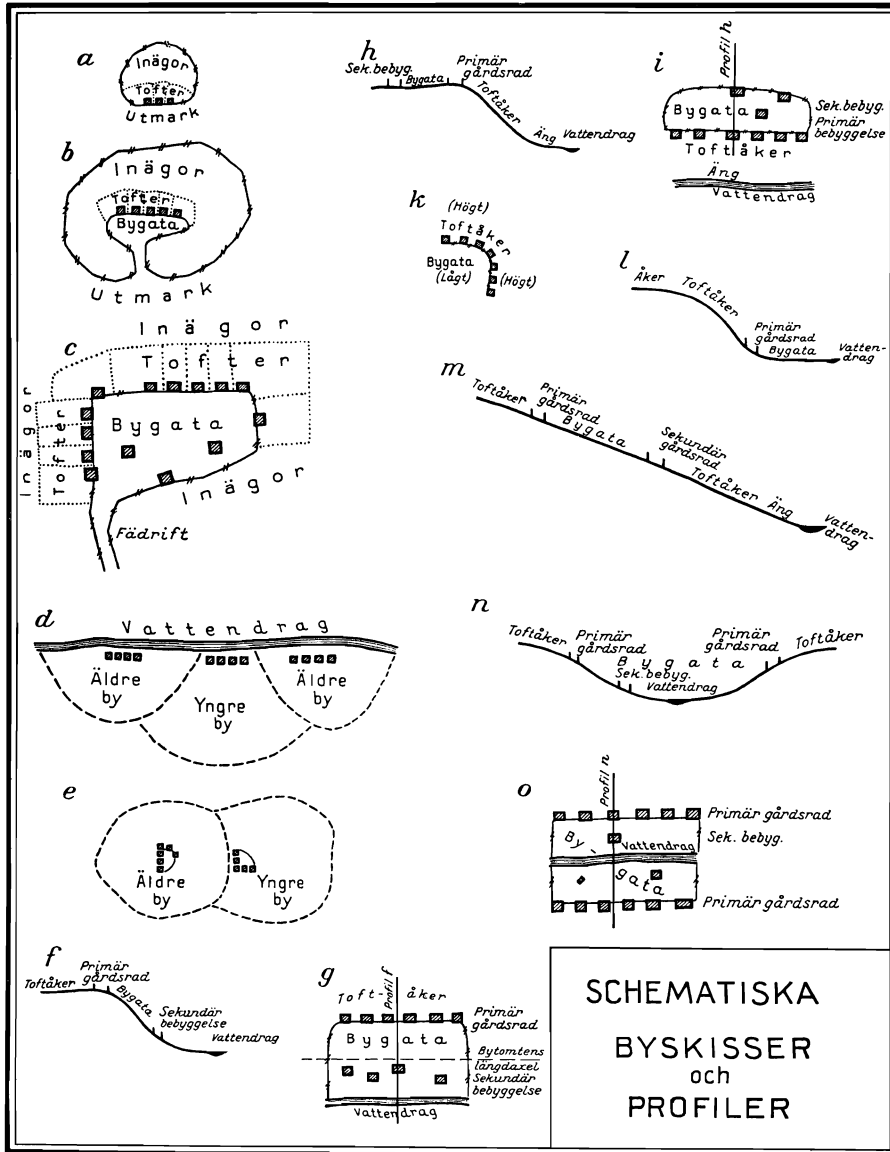 a
Inägor
Tofter
Utmark
b
Inägor
Tofter
Bygata
Utmark
c
Inägor
Tofter
Inägor
Tofter
Bygata
Inägor
Fädrift
d
Vattendrag
Äldre
by
Yngre
by
Äldre
by
e
Äldre
by
Yngre
by
f
Toftåker
Primär
gårdsrad
Bygata
Sekundär
bebyggelse
Vattendrag
g
Toft-åker
Profil f
Primär
gårdsrad
Bygata
Bytomtens
längdaxel
Sekundär
bebyggelse
Vattendrag
h
Sek.bebyg.
Bygata
Primär
gårdsrad
Toftåker
Äng
Vattendrag
i
Profil h
Bygata
Sek.bebyg.
Primär
bebyggelse
Toftåker
Äng
Vattendrag
k
(Högt)
Toftåker
Bygata
(Lågt)
(Högt)
l
Åker
Toftåker
Primär
gårdsrad
Bygata
Vatten-
drag
m
Toftåker
Primär
gårdsrad
Bygata
Sekundär
gårdsrad
Toftåker
Äng
Vatten-
drag
n
Toftåker
Primär
gårdsrad
Bygata
Sek.bebyg.
Vattendrag
Primär
gårdsrad
Toftåker
o
Profil n
Primär gårdsrad
By-
Sek. bebyg.
Vattendrag
gata
Primär gårdsrad
SCHEMATISKA
BYSKISSER
och
PROFILER